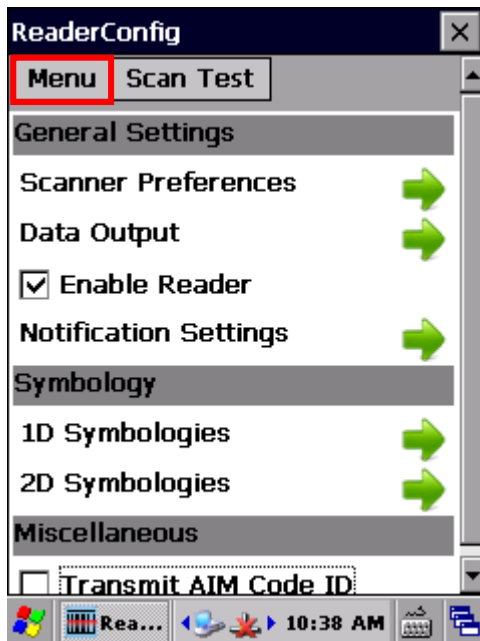 ReaderConfig
Menu Scan Test
General Settings
Scanner Preferences
Data Output
Enable Reader
Notification Settings
Symbology
1D Symbologies
2D Symbologies
Miscellaneous
Transmit AIM Code ID
Rea... 10:38 AM